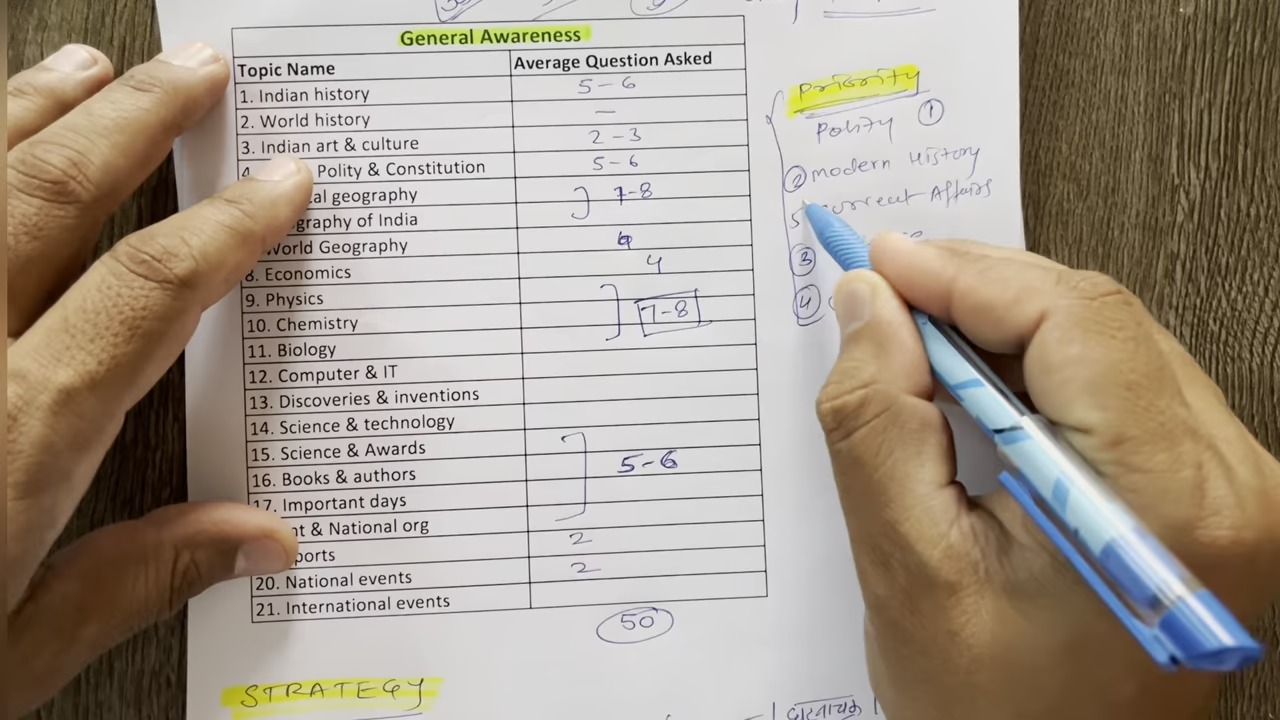 General Awareness
Topic Name Average Question Asked
1. Indian history 5-6
2. World history —
3. Indian art & culture 2-3
4. Polity & Constitution 5-6
geography 7-8
of India
World Geography
8. Economics 4
9. Physics
10. Chemistry 7-8
11. Biology
12. Computer & IT
13. Discoveries & inventions
14. Science & technology
15. Science & Awards
16. Books & authors 5-6
17. Important days
& National org
2
20. National events 2
21. International events
50
STRATEGY
Priority
Polity 1
2 modern History
5 current Affairs
3
4